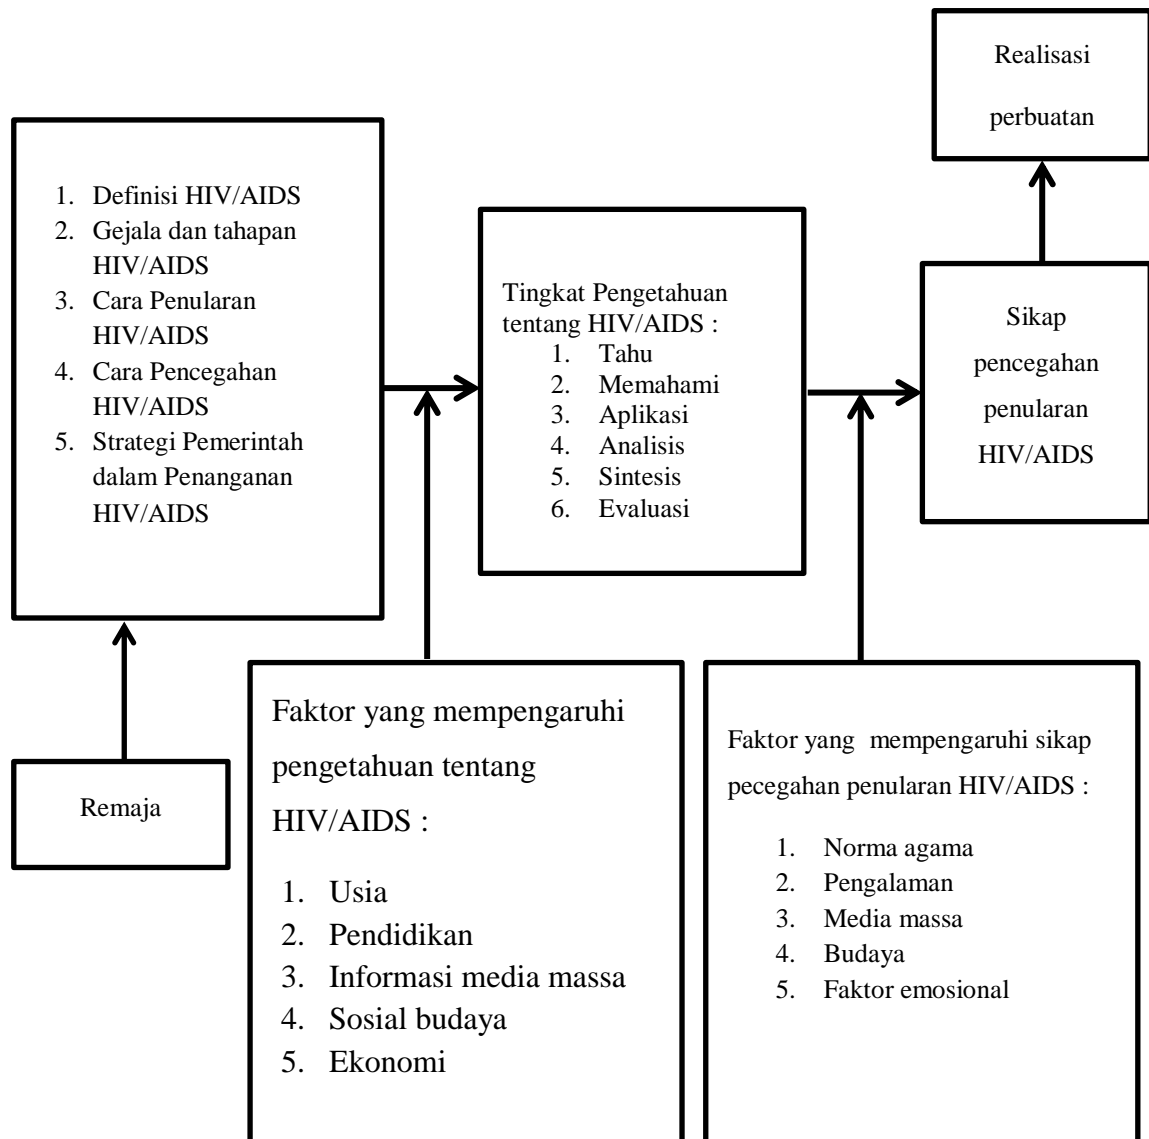 Realisasi
perbuatan
1. Definisi HIV/AIDS
2. Gejala dan tahapan
HIV/AIDS
3. Cara Penularan
HIV/AIDS
4. Cara Pencegahan
HIV/AIDS
5. Strategi Pemerintah
dalam Penanganan
HIV/AIDS
Tingkat Pengetahuan
tentang HIV/AIDS :
1. Tahu
2. Memahami
3. Aplikasi
4. Analisis
5. Sintesis
6. Evaluasi
Sikap
pencegahan
penularan
HIV/AIDS
Remaja
Faktor yang mempengaruhi
pengetahuan tentang
HIV/AIDS :
1. Usia
2. Pendidikan
3. Informasi media massa
4. Sosial budaya
5. Ekonomi
Faktor yang mempengaruhi sikap
pecegahan penularan HIV/AIDS :
1. Norma agama
2. Pengalaman
3. Media massa
4. Budaya
5. Faktor emosional